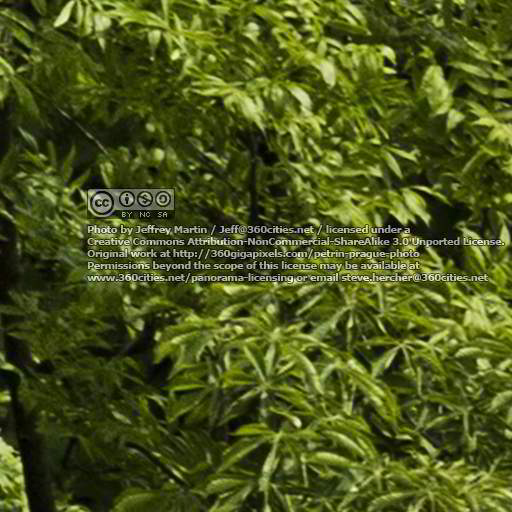 cc BY NC SA
Photo by Jeffrey Martin / Jeff@360cities.net / licensed under a
Creative Commons Attribution-NonCommercial-ShareAlike 3.0 Unported License.
Original work at http://360gigapixels.com/petrin-prague-photo
Permissions beyond the scope of this license may be available at
www.360cities.net/panorama-licensing or email steve.hercher@360cities.net